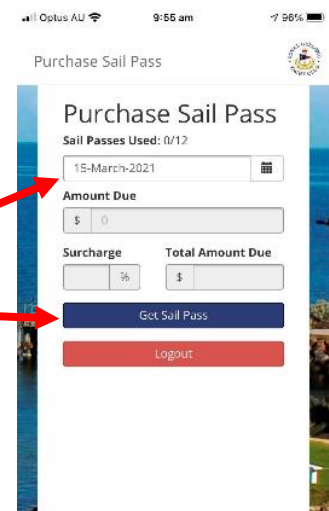 Optus AU 9:55 am 96%
Purchase Sail Pass
Purchase Sail Pass
Sail Passes Used: 0/12
15-March-2021
Amount Due
$ 0
Surcharge Total Amount Due
% $
Get Sail Pass
Logout